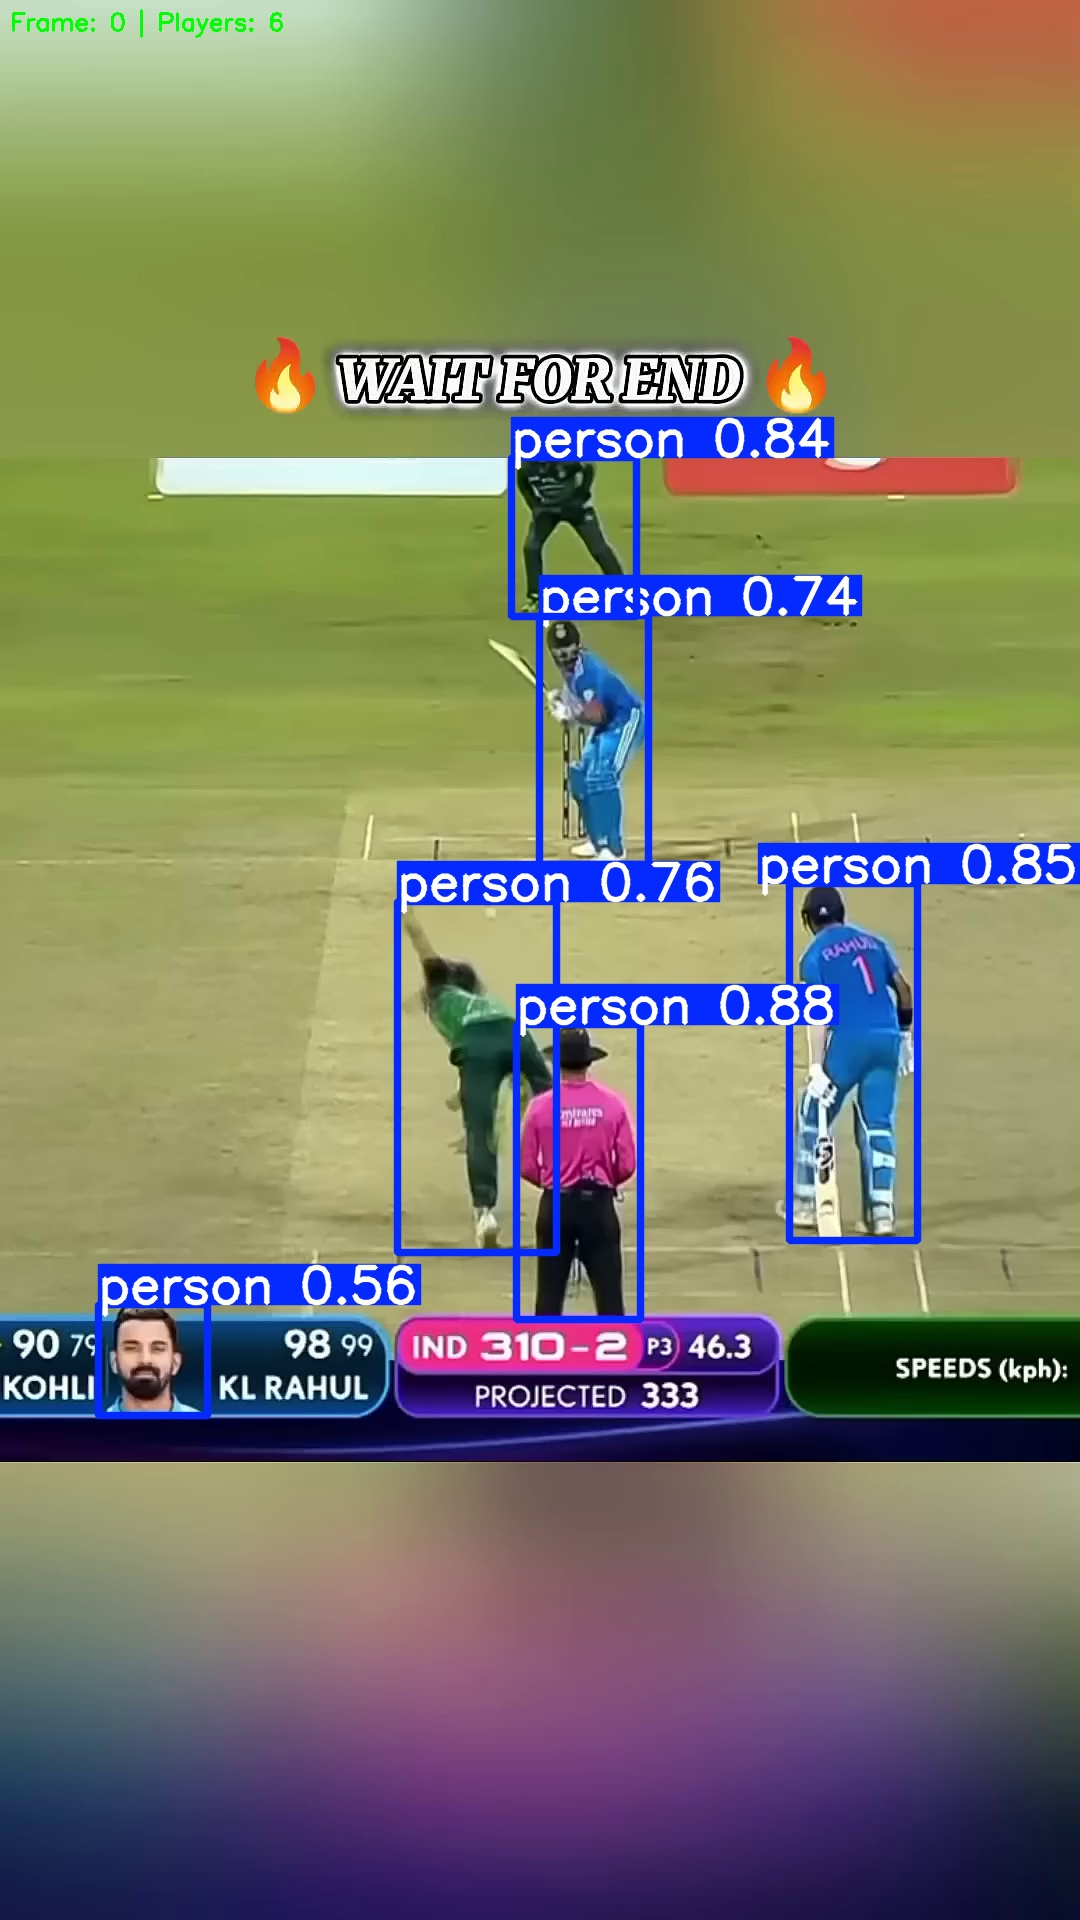 Frame: 0 | Players: 6
WAIT FOR END
person 0.84
person 0.74
person 0.76
person 0.85
RAHUL
1
person 0.88
Emirates
person 0.56
90 79
98 99
IND 310-2 P3 46.3
KOHLI
KL RAHUL
PROJECTED 333
SPEEDS (kph):